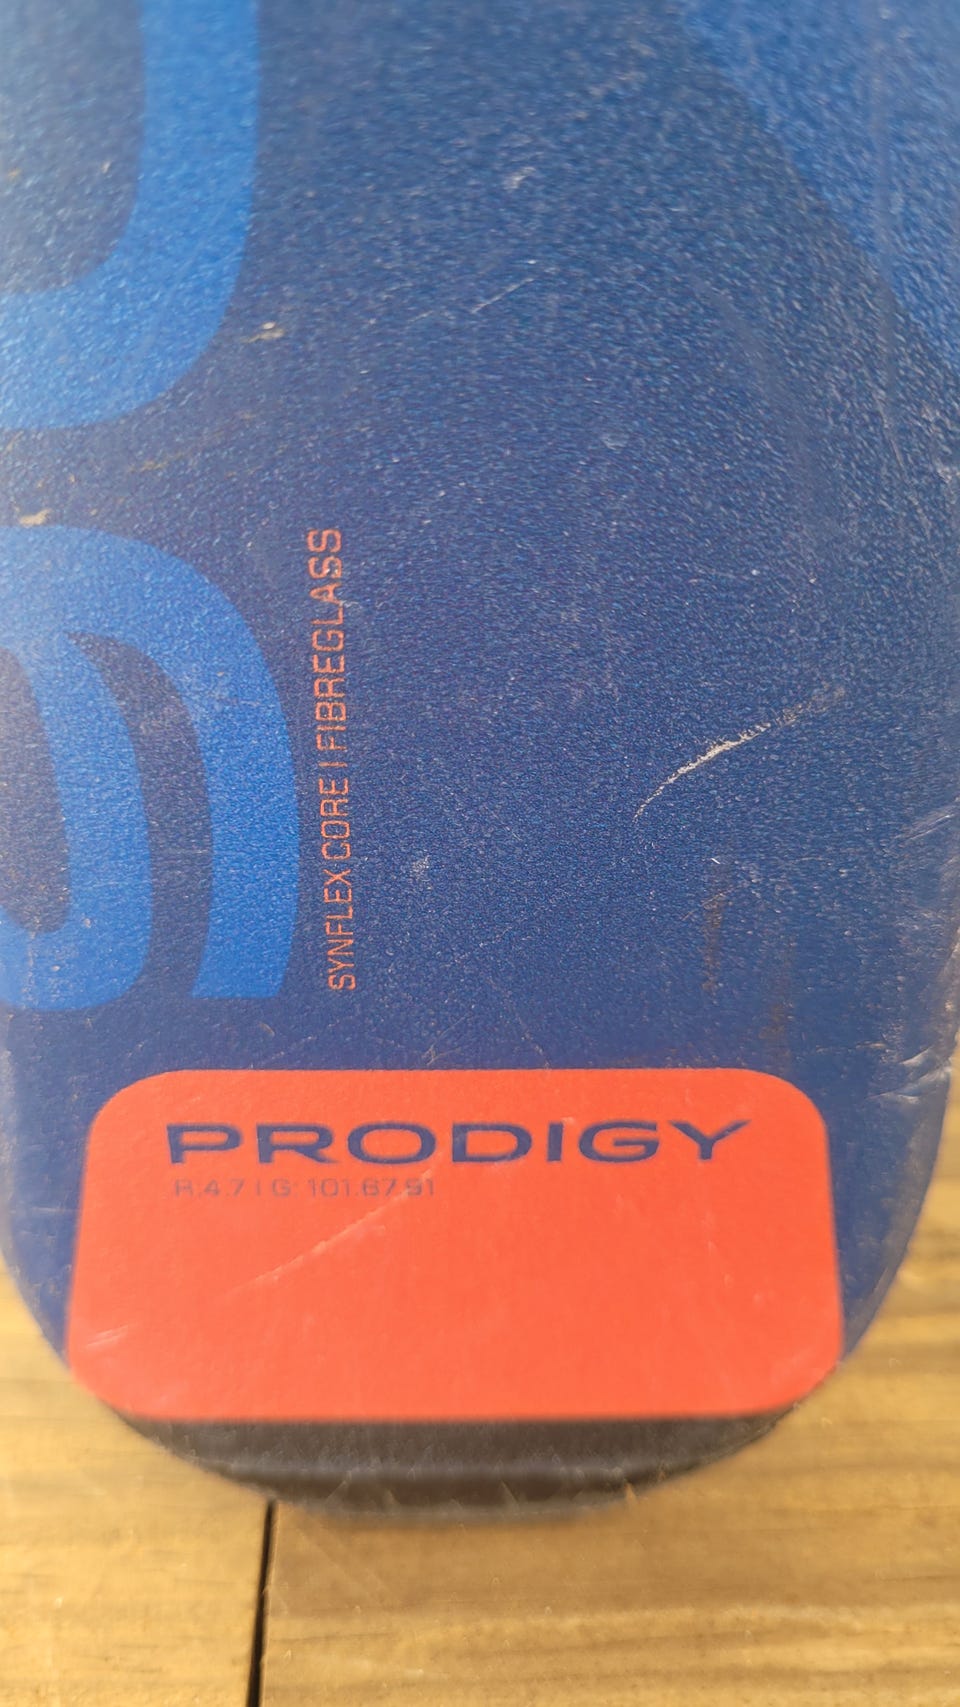 SYNFLEX CORE | FIBREGLASS
PRODIGY
R:4.7 | G: 101.67.91